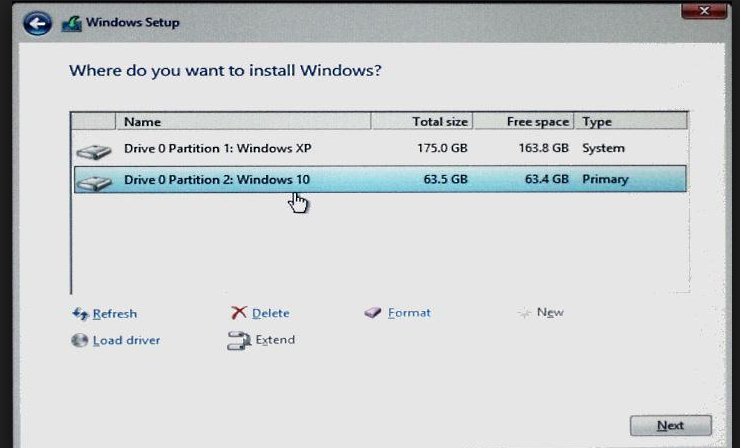 Windows Setup
Where do you want to install Windows?
Name Total size Free space Type
Drive 0 Partition 1: Windows XP 175.0 GB 163.8 GB System
Drive 0 Partition 2: Windows 10 63.5 GB 63.4 GB Primary
Refresh Delete Format New
Load driver Extend
Next